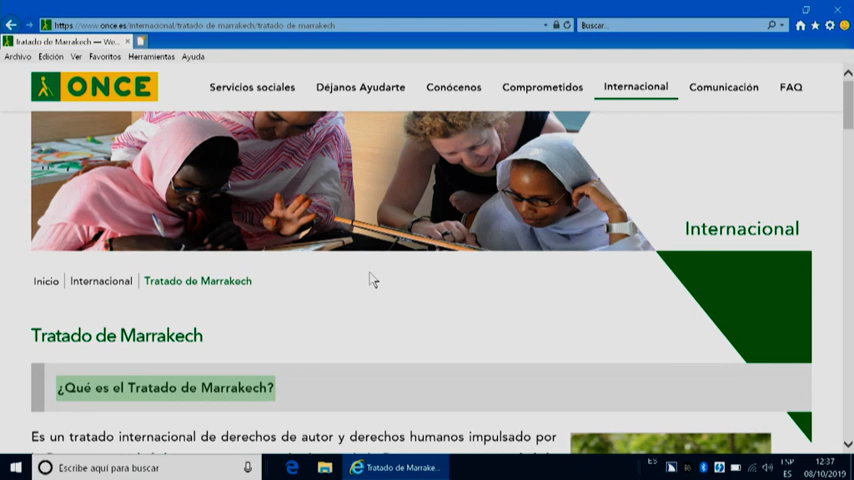 https://www.once.es/internacional/tratado-de-marrakech/tratado-de-marrakech
Buscar...
Tratado de Marrakech — We...
Archivo Edición Ver Favoritos Herramientas Ayuda
ONCE
Servicios sociales Déjanos Ayudarte Conócenos Comprometidos Internacional Comunicación FAQ
Internacional
Inicio Internacional Tratado de Marrakech
Tratado de Marrakech
¿Qué es el Tratado de Marrakech?
Es un tratado internacional de derechos de autor y derechos humanos impulsado por
Escribe aquí para buscar
Tratado de Marrake...
ES
ESP
ES
12:37
08/10/2019